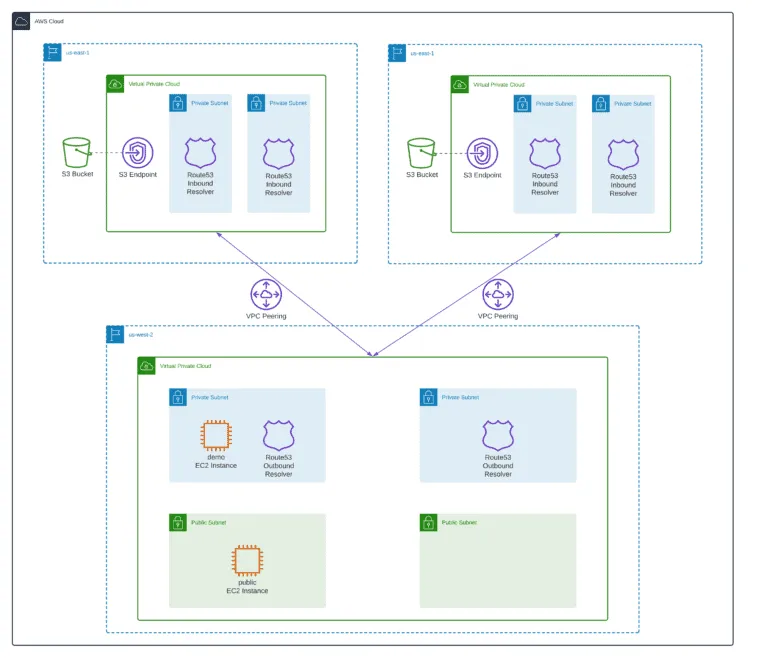 AWS Cloud
us-east-1
Virtual Private Cloud
Private Subnet
Private Subnet
S3 Bucket
S3 Endpoint
Route53
Inbound
Resolver
Route53
Inbound
Resolver
us-east-1
Virtual Private Cloud
Private Subnet
Private Subnet
S3 Bucket
S3 Endpoint
Route53
Inbound
Resolver
Route53
Inbound
Resolver
VPC Peering
VPC Peering
us-west-2
Virtual Private Cloud
Private Subnet
demo
EC2 Instance
Route53
Outbound
Resolver
Private Subnet
Route53
Outbound
Resolver
Public Subnet
public
EC2 Instance
Public Subnet